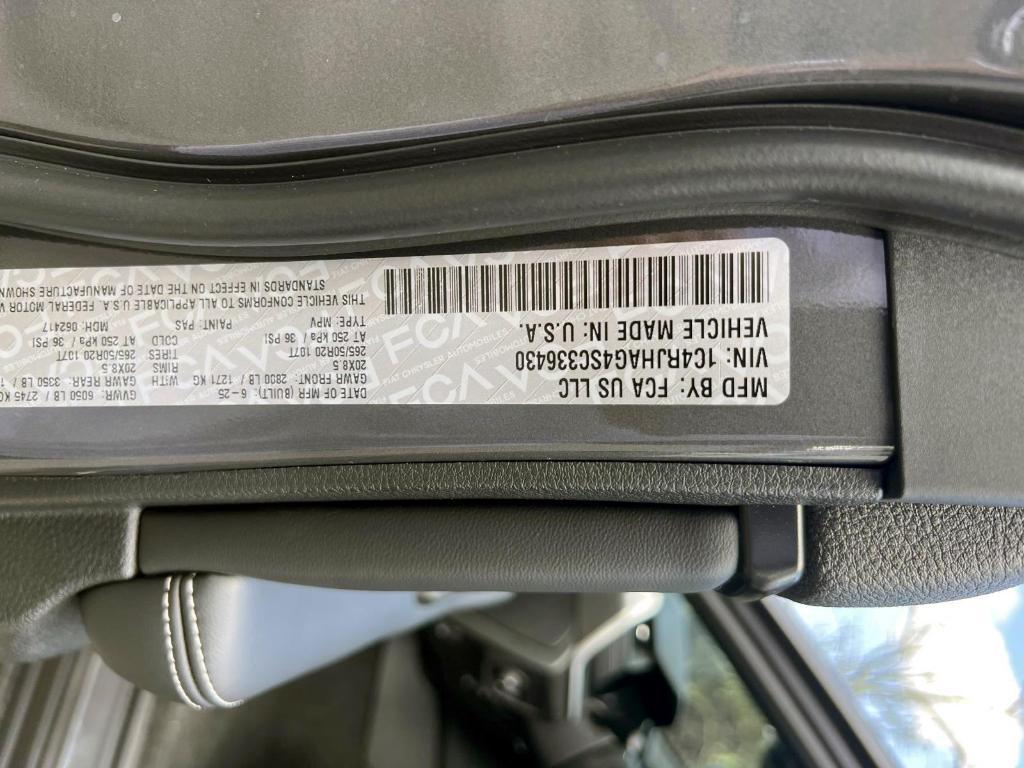 MFD BY: FCA US LLC
DATE OF MFR (BUILT): 6-25
GVWR: 6050 LB / 2745 KG
GAWR FRONT: 2830 LB / 1271 KG
GAWR REAR: 3350 LB /
WITH
20X8.5
RIMS
20X8.5
265/50R20 107T
TIRES
265/50R20 107T
AT 250 kPa / 36 PSI
COLD
AT 250 kPa / 36 PSI
VIN: 1C4RJHAG4SC336430
TYPE: MPV
PAINT: PAS
MDH: 062417
VEHICLE MADE IN: U.S.A.
THIS VEHICLE CONFORMS TO ALL APPLICABLE U.S.A. FEDERAL MOTOR
STANDARDS IN EFFECT ON THE DATE OF MANUFACTURE SHOWN